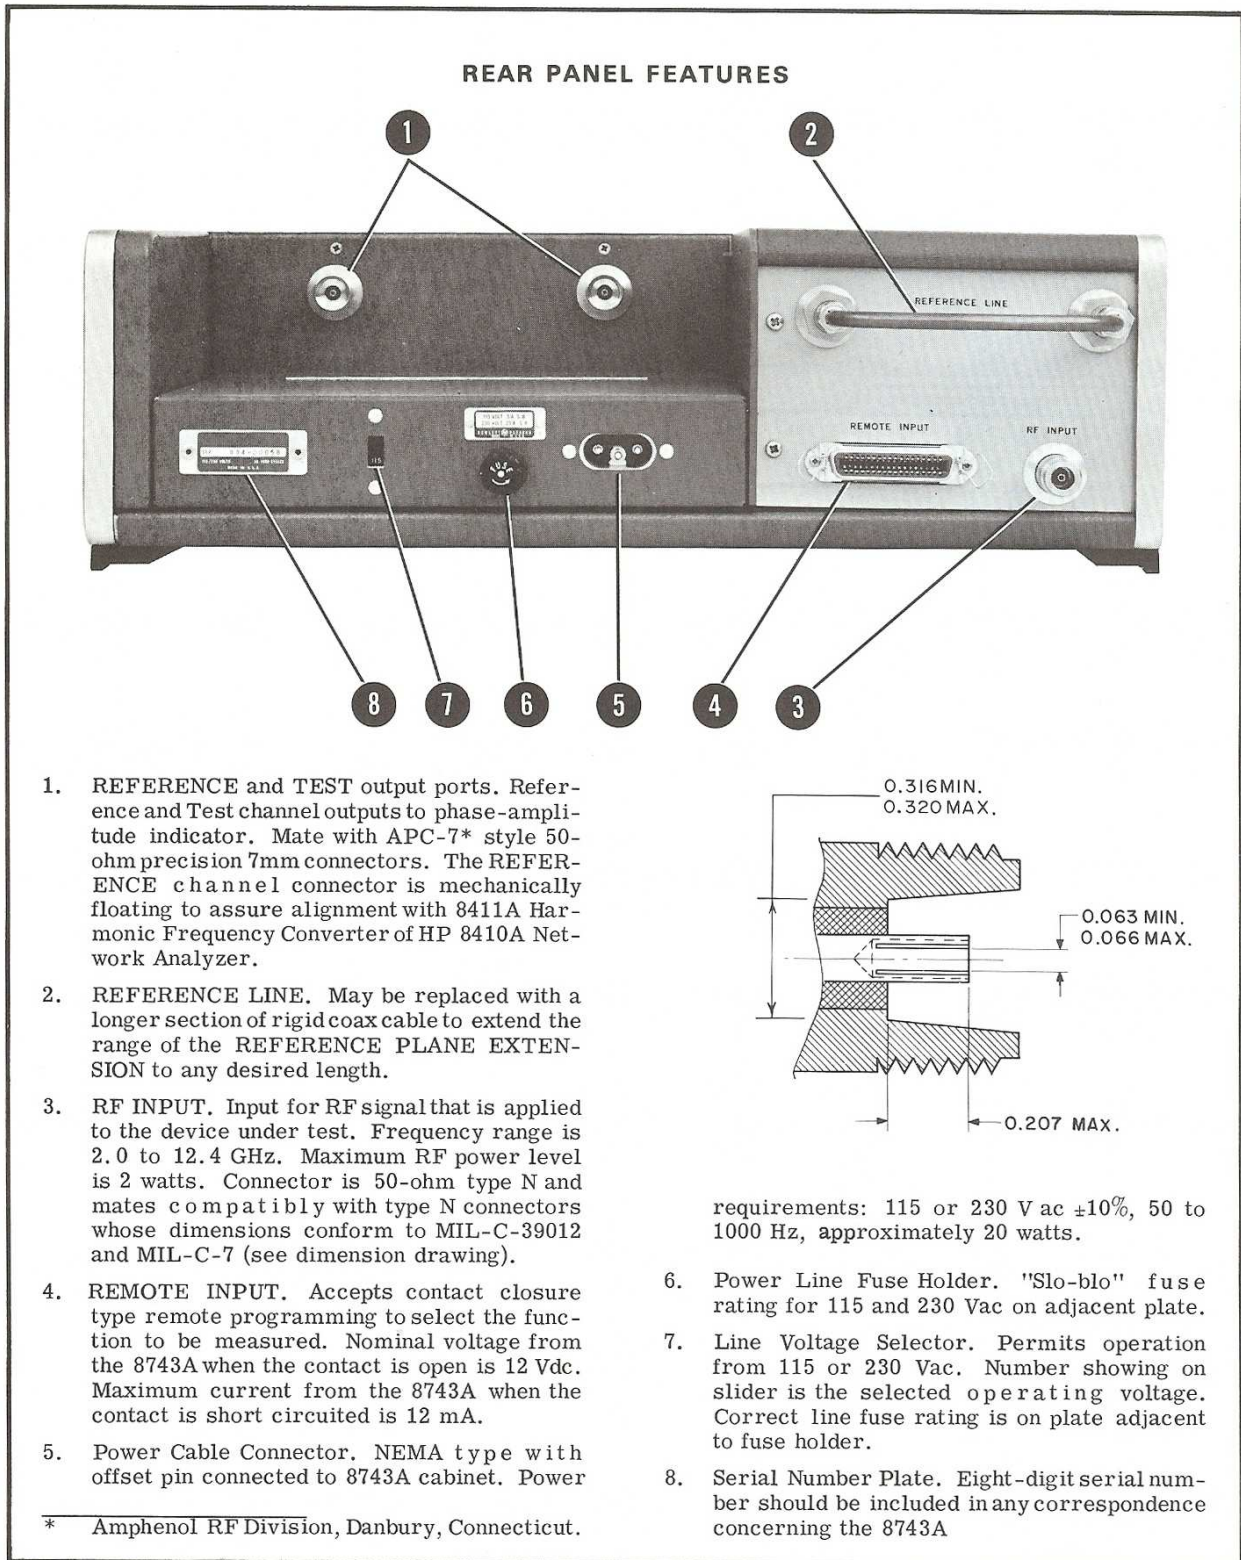 REAR PANEL FEATURES
1
2
REFERENCE LINE
REMOTE INPUT
RF INPUT
115
FUSE
MADE IN U.S.A.
8
7
6
5
4
3
1. REFERENCE and TEST output ports. Refer-
ence and Test channel outputs to phase-ampli-
tude indicator. Mate with APC-7* style 50-
ohm precision 7mm connectors. The REFER-
ENCE channel connector is mechanically
floating to assure alignment with 8411A Har-
monic Frequency Converter of HP 8410A Net-
work Analyzer.
2. REFERENCE LINE. May be replaced with a
longer section of rigid coax cable to extend the
range of the REFERENCE PLANE EXTEN-
SION to any desired length.
3. RF INPUT. Input for RF signal that is applied
to the device under test. Frequency range is
2.0 to 12.4 GHz. Maximum RF power level
is 2 watts. Connector is 50-ohm type N and
mates compatibly with type N connectors
whose dimensions conform to MIL-C-39012
and MIL-C-7 (see dimension drawing).
4. REMOTE INPUT. Accepts contact closure
type remote programming to select the func-
tion to be measured. Nominal voltage from
the 8743A when the contact is open is 12 Vdc.
Maximum current from the 8743A when the
contact is short circuited is 12 mA.
5. Power Cable Connector. NEMA type with
offset pin connected to 8743A cabinet. Power
* Amphenol RF Division, Danbury, Connecticut.
0.316 MIN.
0.320 MAX.
0.063 MIN.
0.066 MAX.
0.207 MAX.
requirements: 115 or 230 V ac ±10%, 50 to
1000 Hz, approximately 20 watts.
6. Power Line Fuse Holder. "Slo-blo" fuse
rating for 115 and 230 Vac on adjacent plate.
7. Line Voltage Selector. Permits operation
from 115 or 230 Vac. Number showing on
slider is the selected operating voltage.
Correct line fuse rating is on plate adjacent
to fuse holder.
8. Serial Number Plate. Eight-digit serial num-
ber should be included in any correspondence
concerning the 8743A